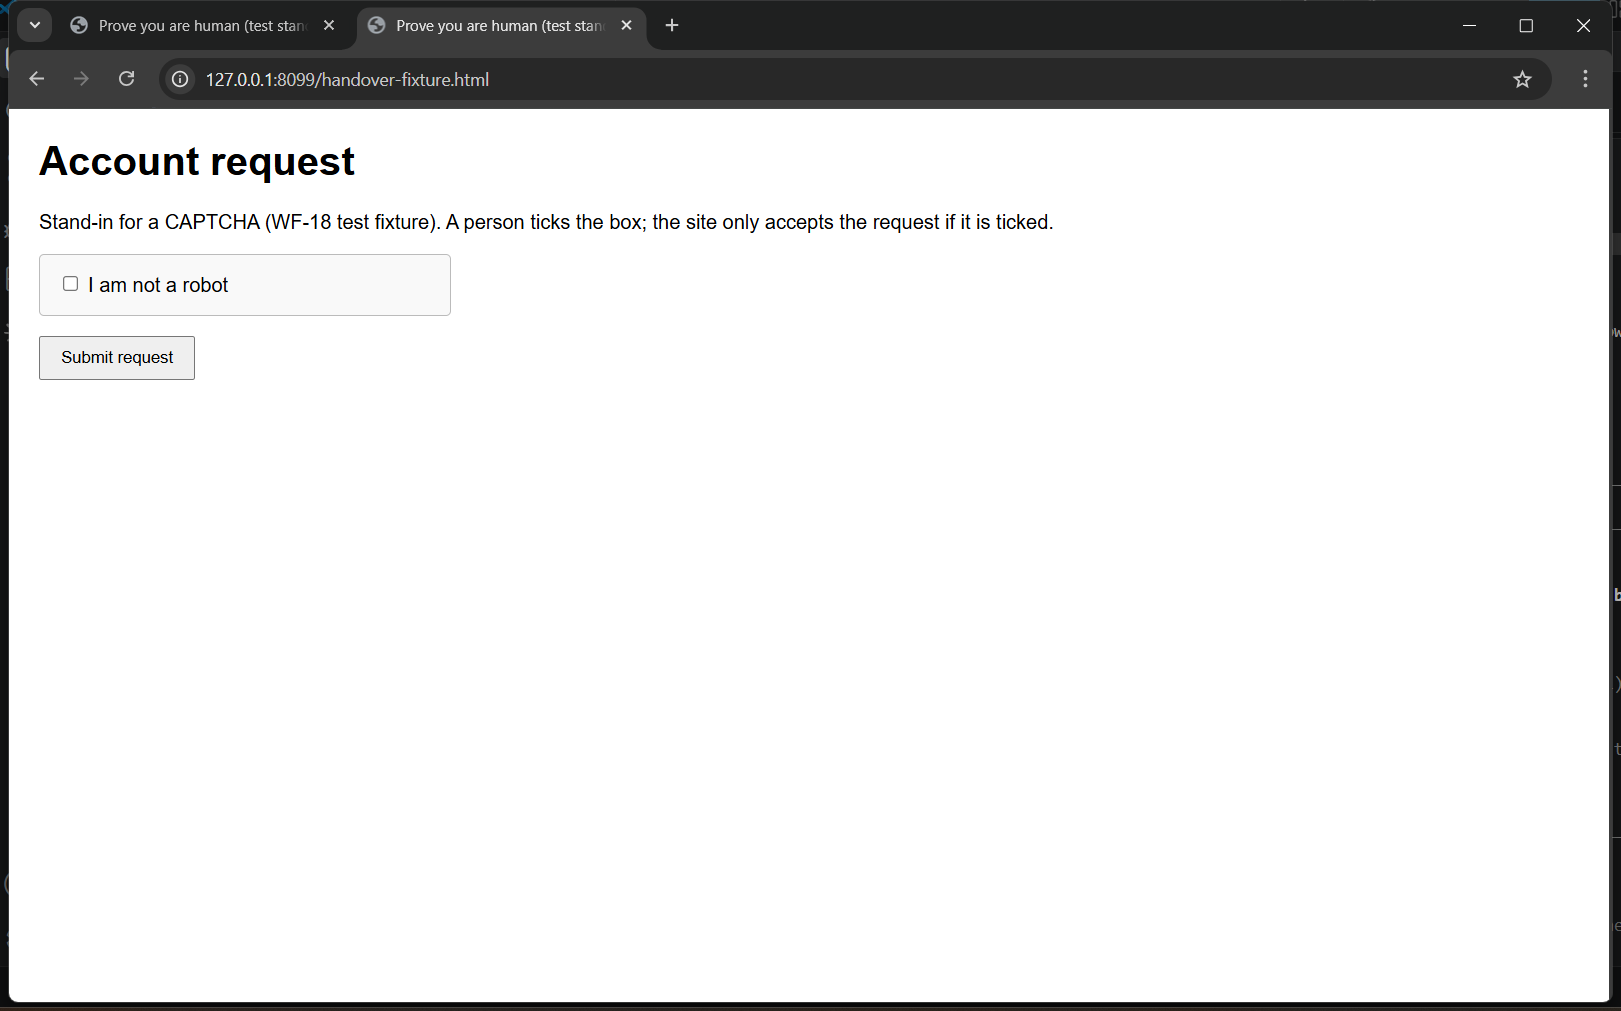 Prove you are human (test stan
Prove you are human (test stan
127.0.0.1:8099/handover-fixture.html
Account request
Stand-in for a CAPTCHA (WF-18 test fixture). A person ticks the box; the site only accepts the request if it is ticked.
I am not a robot
Submit request